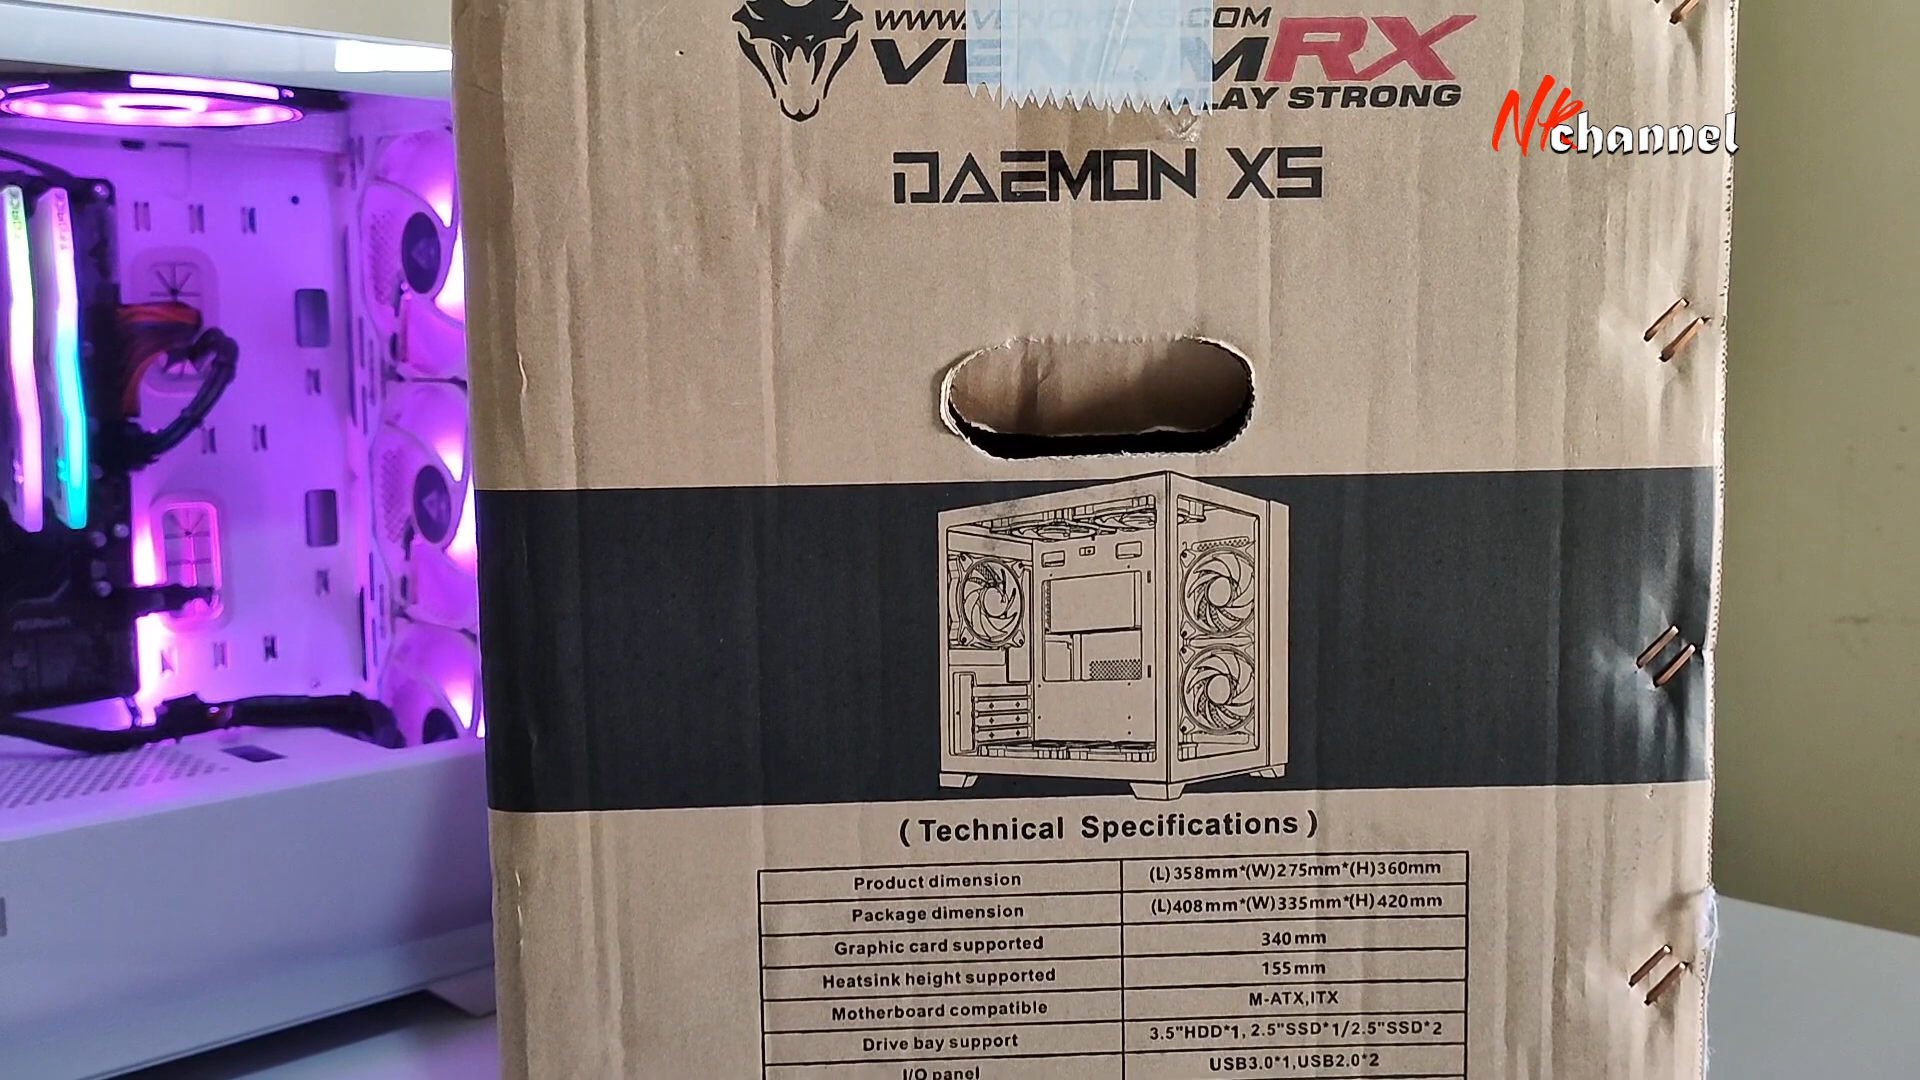 WWW.VENOMRXS.COM
VENOMRX
PLAY STRONG
NKchannel
DAEMON XS
( Technical Specifications )
Product dimension (L)358mm*(W)275mm*(H)360mm
Package dimension (L)408mm*(W)335mm*(H)420mm
Graphic card supported 340mm
Heatsink height supported 155mm
Motherboard compatible M-ATX,ITX
Drive bay support 3.5"HDD*1, 2.5"SSD*1/2.5"SSD*2
I/O panel USB3.0*1,USB2.0*2